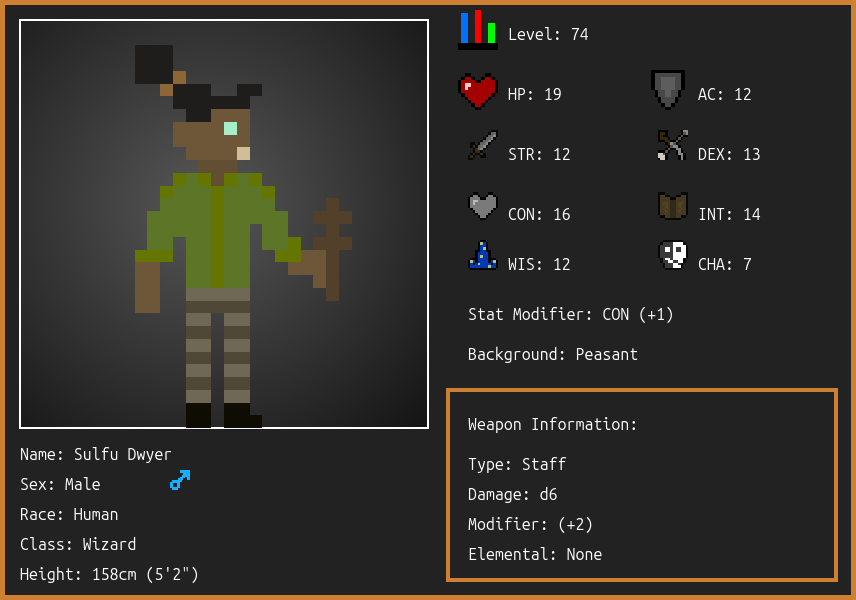 Level: 74
HP: 19
AC: 12
STR: 12
DEX: 13
CON: 16
INT: 14
WIS: 12
CHA: 7
Stat Modifier: CON (+1)
Background: Peasant
Weapon Information:
Type: Staff
Damage: d6
Modifier: (+2)
Elemental: None
Name: Sulfu Dwyer
Sex: Male
Race: Human
Class: Wizard
Height: 158cm (5'2")